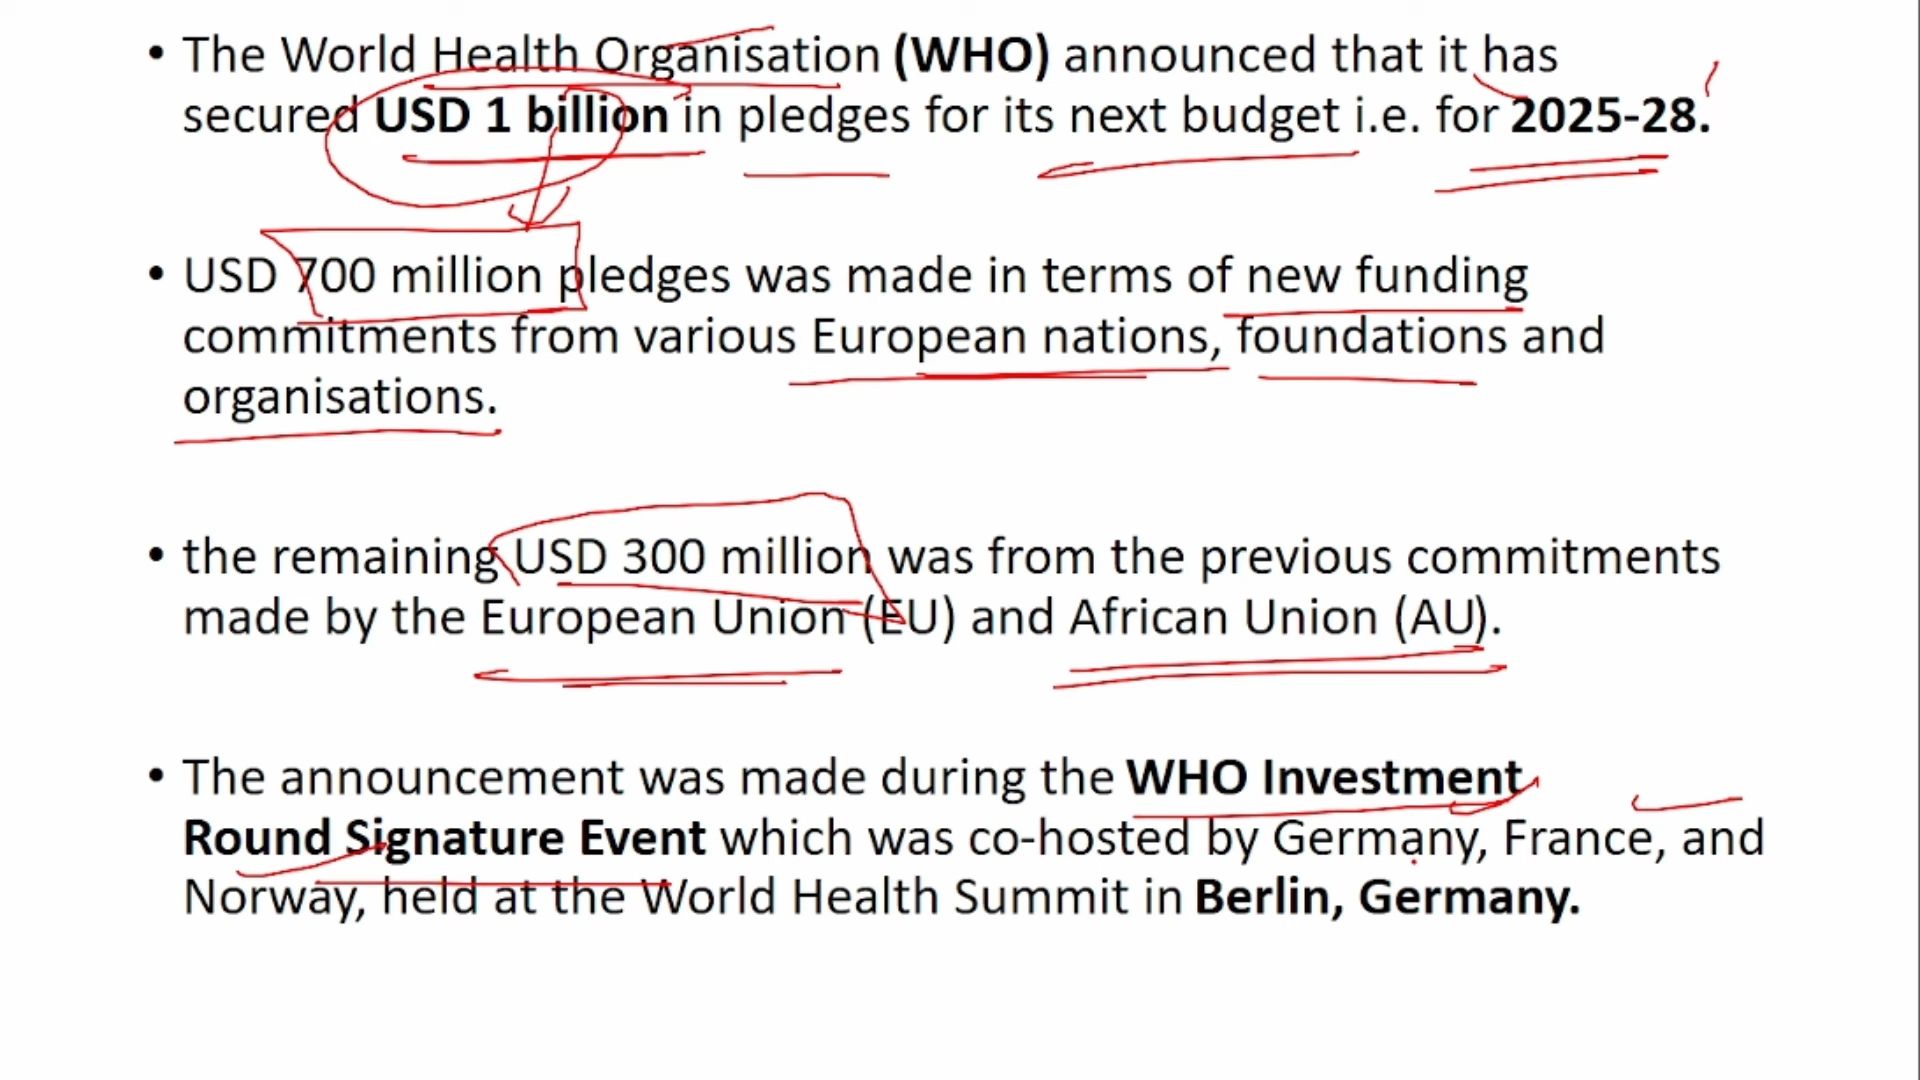 • The World Health Organisation (WHO) announced that it has
secured USD 1 billion in pledges for its next budget i.e. for 2025-28.
• USD 700 million pledges was made in terms of new funding
commitments from various European nations, foundations and
organisations.
• the remaining USD 300 million was from the previous commitments
made by the European Union (EU) and African Union (AU).
• The announcement was made during the WHO Investment
Round Signature Event which was co-hosted by Germany, France, and
Norway, held at the World Health Summit in Berlin, Germany.